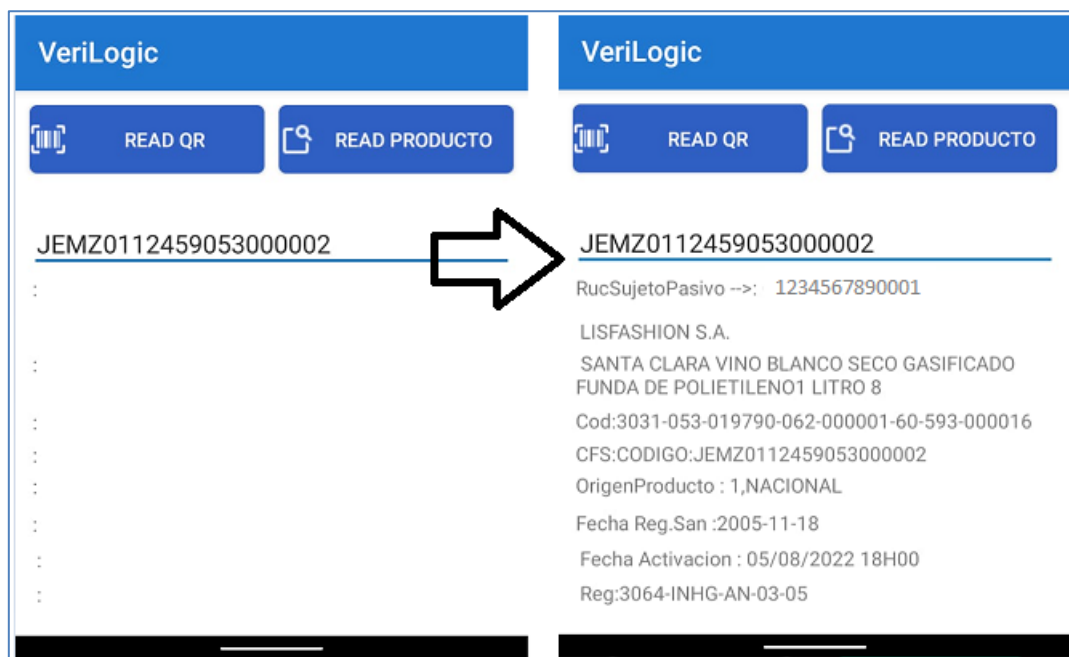 VeriLogic
READ QR
READ PRODUCTO
JEMZ0112459053000002
:
:
:
:
:
:
:
:
VeriLogic
READ QR
READ PRODUCTO
JEMZ0112459053000002
RucSujetoPasivo -->: 1234567890001
LISFASHION S.A.
SANTA CLARA VINO BLANCO SECO GASIFICADO
FUNDA DE POLIETILENO1 LITRO 8
Cod:3031-053-019790-062-000001-60-593-000016
CFS:CODIGO:JEMZ0112459053000002
OrigenProducto : 1,NACIONAL
Fecha Reg.San :2005-11-18
Fecha Activacion : 05/08/2022 18H00
Reg:3064-INHG-AN-03-05